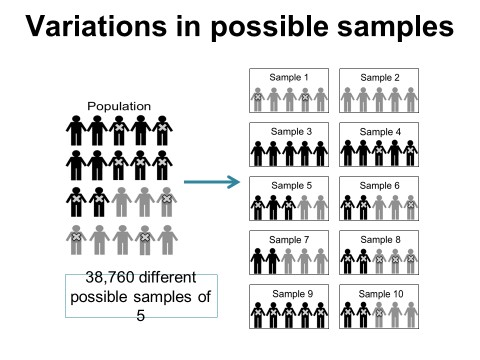 Variations in possible samples
Population
Sample 1
Sample 2
Sample 3
Sample 4
Sample 5
Sample 6
Sample 7
Sample 8
Sample 9
Sample 10
38,760 different
possible samples of
5